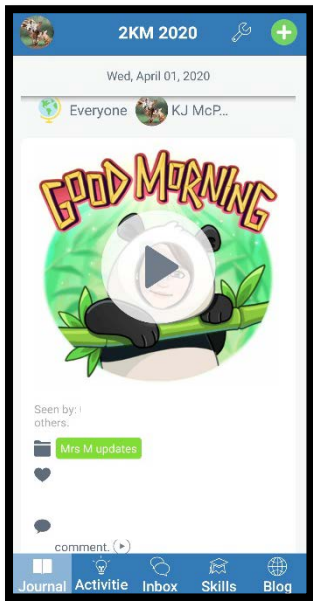 2KM 2020
Wed, April 01, 2020
Everyone KJ McP...
GOOD MORNING
Seen by:
others.
Mrs M updates
comment.
Journal Activitie Inbox Skills Blog